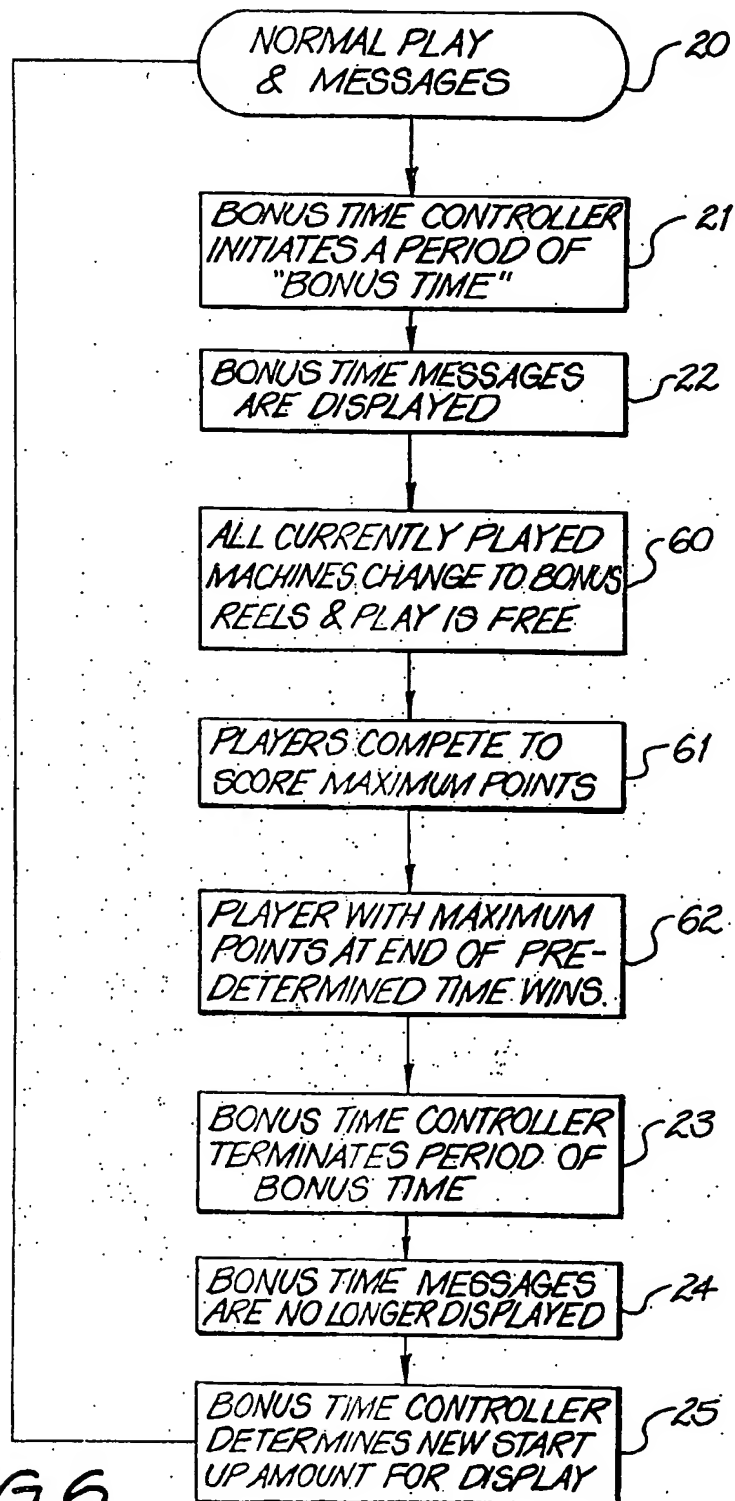 NORMAL PLAY
& MESSAGES
20
BONUS TIME CONTROLLER
INITIATES A PERIOD OF
"BONUS TIME"
21
BONUS TIME MESSAGES
ARE DISPLAYED
22
ALL CURRENTLY PLAYED
MACHINES CHANGE TO BONUS
REELS & PLAY IS FREE
60
PLAYERS COMPETE TO
SCORE MAXIMUM POINTS
61
PLAYER WITH MAXIMUM
POINTS AT END OF PRE-
DETERMINED TIME WINS.
62
BONUS TIME CONTROLLER
TERMINATES PERIOD OF
BONUS TIME
23
BONUS TIME MESSAGES
ARE NO LONGER DISPLAYED
24
BONUS TIME CONTROLLER
DETERMINES NEW START
UP AMOUNT FOR DISPLAY
25